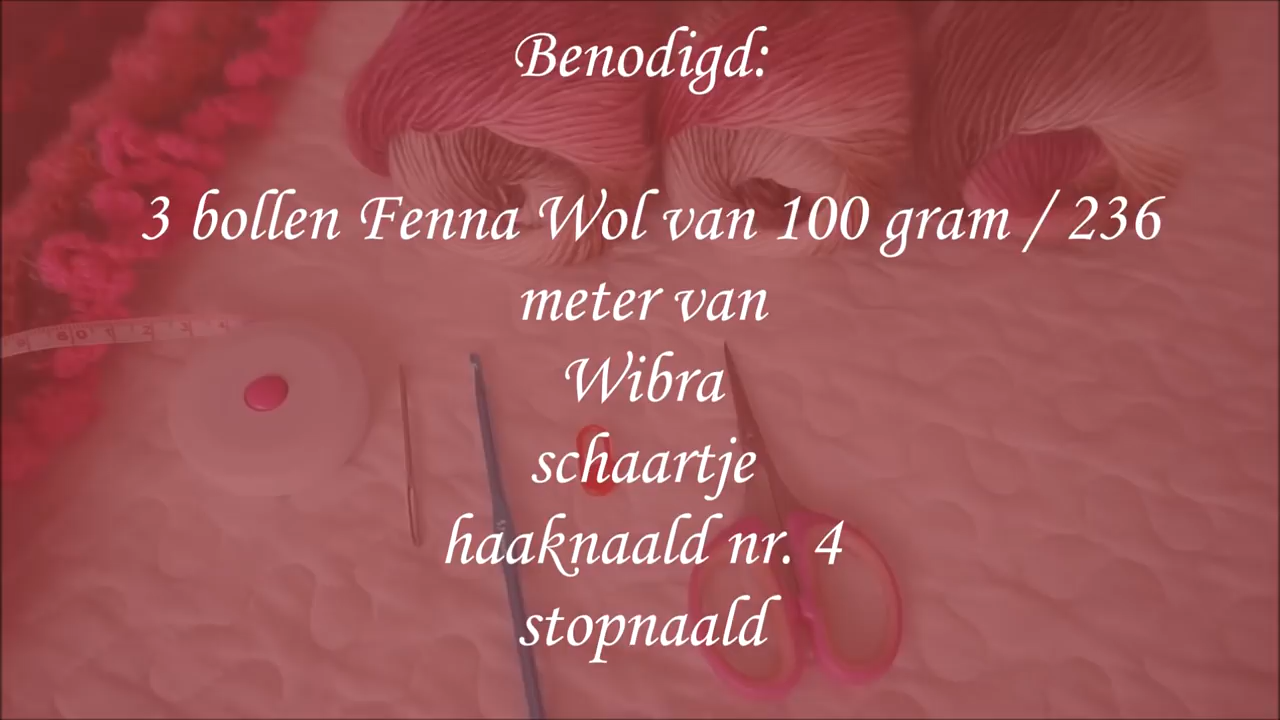 Benodigd:
3 bollen Fenna Wol van 100 gram / 236
meter van
Wibra
schaartje
haaknaald nr. 4
stopnaald